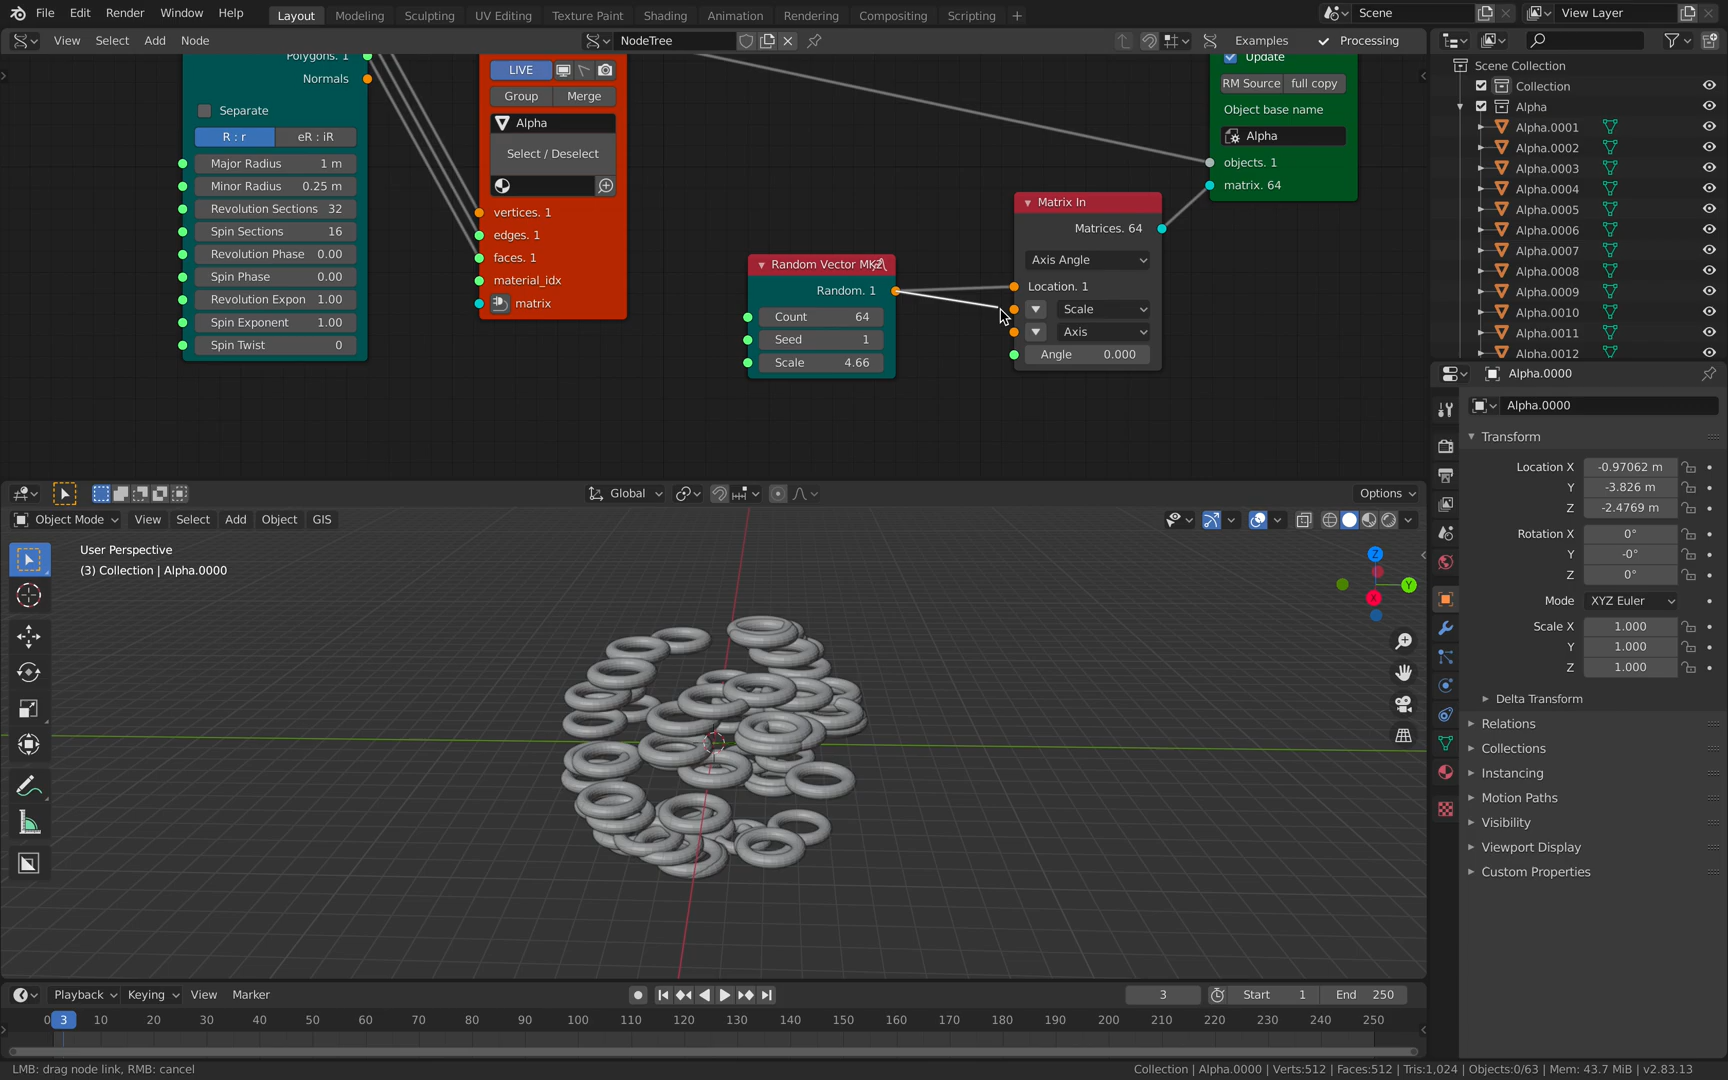 File Edit Render Window Help Layout Modeling Sculpting UV Editing Texture Paint Shading Animation Rendering Compositing Scripting + Scene View Layer
View Select Add Node NodeTree Examples Processing
Polygons. 1
Normals
Separate
R : r eR : iR
Major Radius 1 m
Minor Radius 0.25 m
Revolution Sections 32
Spin Sections 16
Revolution Phase 0.00
Spin Phase 0.00
Revolution Expon 1.00
Spin Exponent 1.00
Spin Twist 0
LIVE
Group Merge
Alpha
Select / Deselect
vertices. 1
edges. 1
faces. 1
material_idx
matrix
Random Vector MK2
Random. 1
Count 64
Seed 1
Scale 4.66
Matrix In
Matrices. 64
Axis Angle
Location. 1
Scale
Axis
Angle 0.000
Update
RM Source full copy
Object base name
Alpha
objects. 1
matrix. 64
Scene Collection
Collection
Alpha
Alpha.0001
Alpha.0002
Alpha.0003
Alpha.0004
Alpha.0005
Alpha.0006
Alpha.0007
Alpha.0008
Alpha.0009
Alpha.0010
Alpha.0011
Alpha.0012
Alpha.0000
Alpha.0000
Transform
Location X -0.97062 m
Y -3.826 m
Z -2.4769 m
Rotation X 0°
Y -0°
Z 0°
Mode XYZ Euler
Scale X 1.000
Y 1.000
Z 1.000
Delta Transform
Relations
Collections
Instancing
Motion Paths
Visibility
Viewport Display
Custom Properties
Global Options
Object Mode View Select Add Object GIS
User Perspective
(3) Collection | Alpha.0000
Z
Y
X
Playback Keying View Marker 3 Start 1 End 250
0 3 10 20 30 40 50 60 70 80 90 100 110 120 130 140 150 160 170 180 190 200 210 220 230 240 250
LMB: drag node link, RMB: cancel Collection | Alpha.0000 | Verts:512 | Faces:512 | Tris:1,024 | Objects:0/63 | Mem: 43.7 MiB | v2.83.13